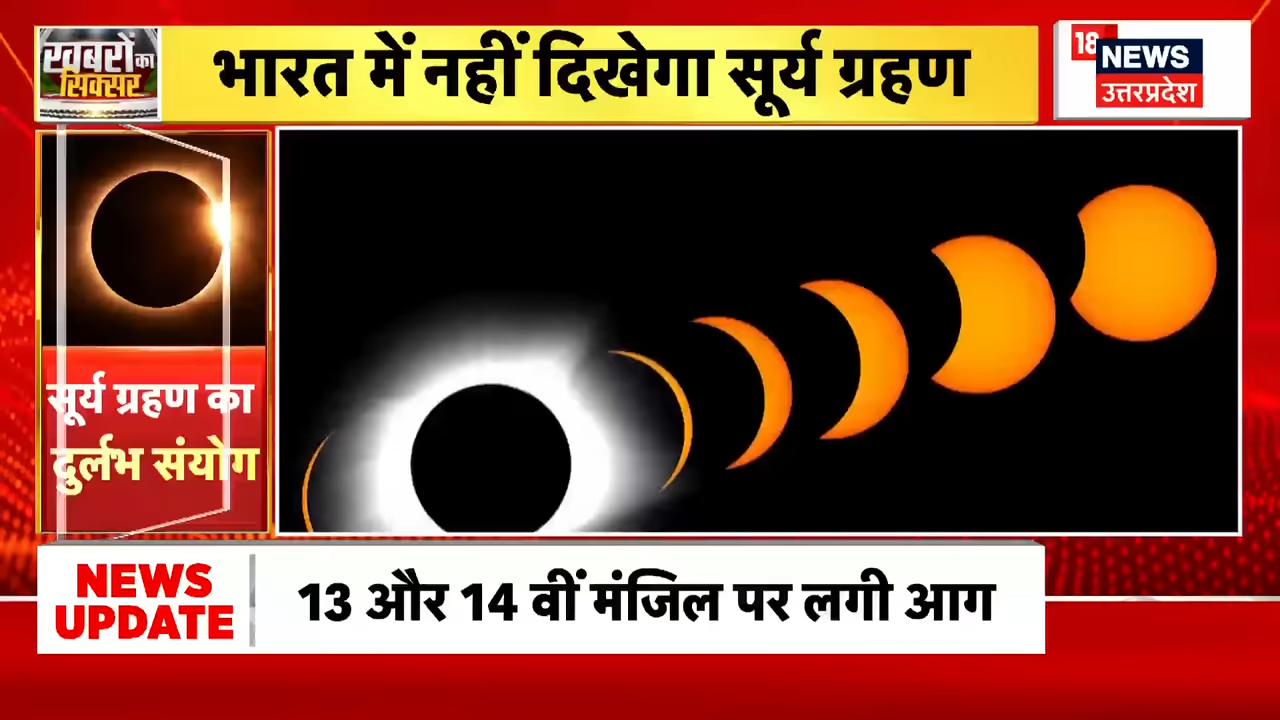 खबरों का
सिक्सर
भारत में नहीं दिखेगा सूर्य ग्रहण
18
NEWS
उत्तरप्रदेश
सूर्य ग्रहण का
दुर्लभ संयोग
NEWS
UPDATE
13 और 14 वीं मंजिल पर लगी आग